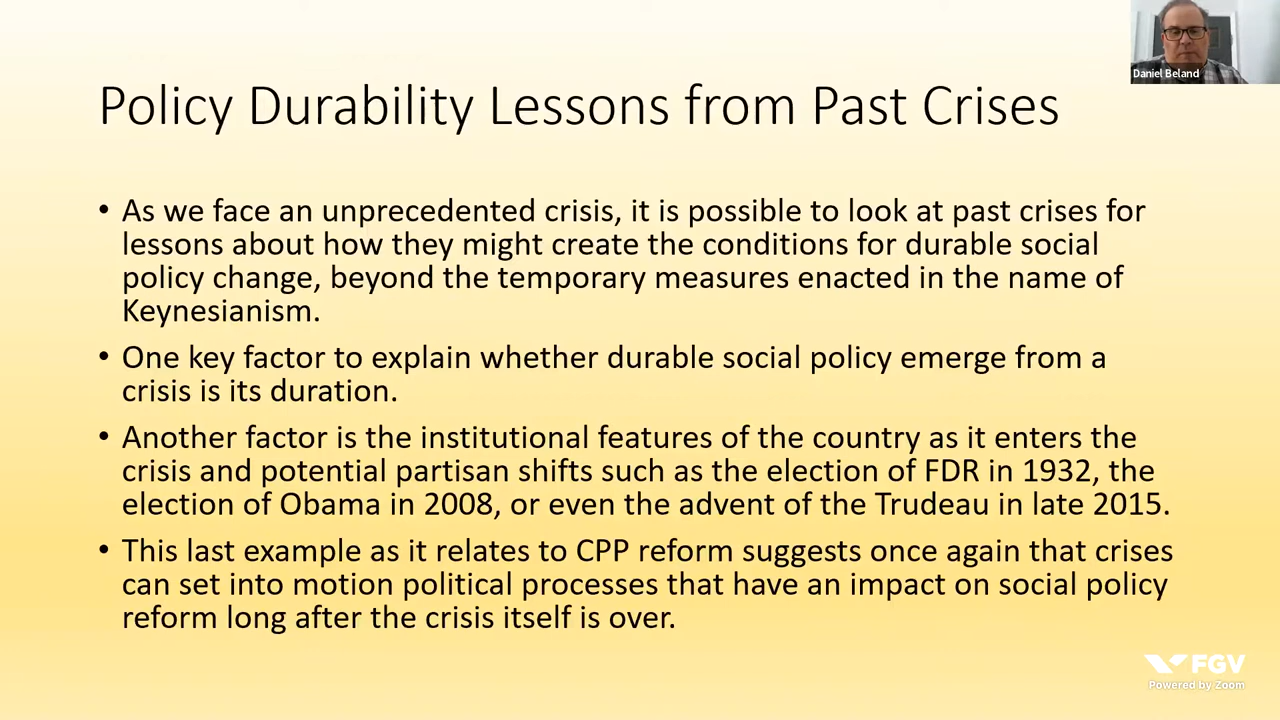 Daniel Beland
Policy Durability Lessons from Past Crises
• As we face an unprecedented crisis, it is possible to look at past crises for
lessons about how they might create the conditions for durable social
policy change, beyond the temporary measures enacted in the name of
Keynesianism.
• One key factor to explain whether durable social policy emerge from a
crisis is its duration.
• Another factor is the institutional features of the country as it enters the
crisis and potential partisan shifts such as the election of FDR in 1932, the
election of Obama in 2008, or even the advent of the Trudeau in late 2015.
• This last example as it relates to CPP reform suggests once again that crises
can set into motion political processes that have an impact on social policy
reform long after the crisis itself is over.
FGV
Powered by Zoom